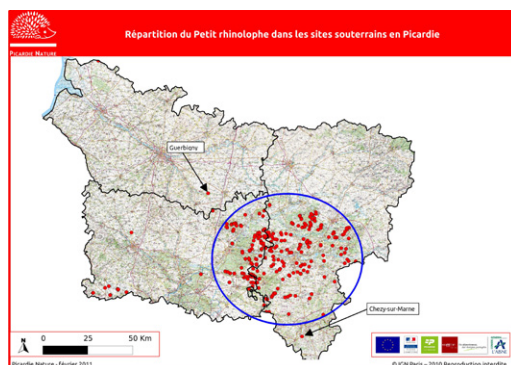 Répartition du Petit rhinolophe dans les sites souterrains en Picardie
PICARDIE NATURE
Guerbigny
Chezy-sur-Marne
N
0 25 50 Km
Picardie Nature - février 2011
© IGN Paris – 2010 Reproduction interdite